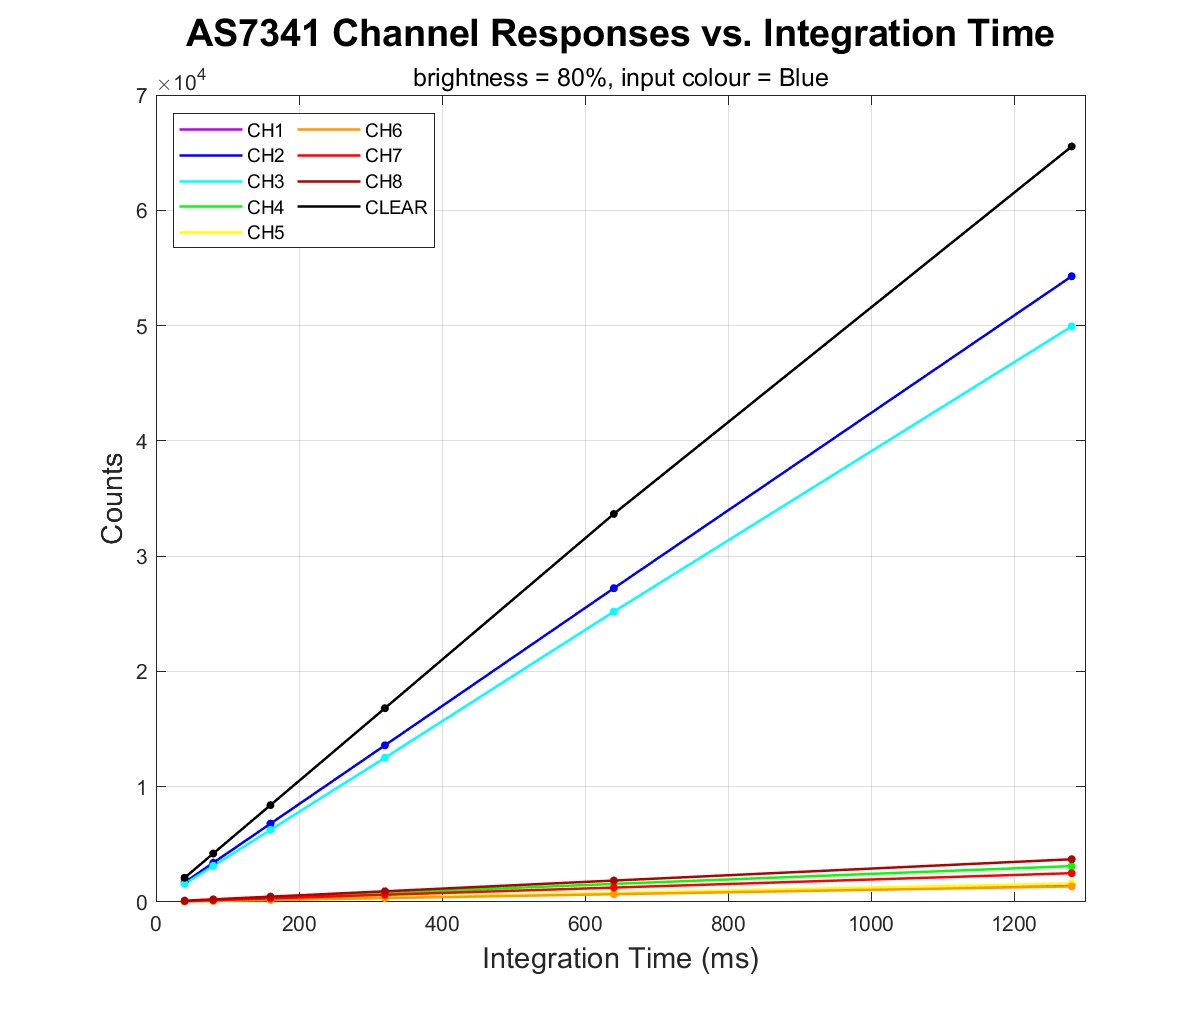 AS7341 Channel Responses vs. Integration Time
brightness = 80%, input colour = Blue
×10⁴
7
6
5
4
3
2
1
0
Counts
CH1
CH2
CH3
CH4
CH5
CH6
CH7
CH8
CLEAR
0 200 400 600 800 1000 1200
Integration Time (ms)